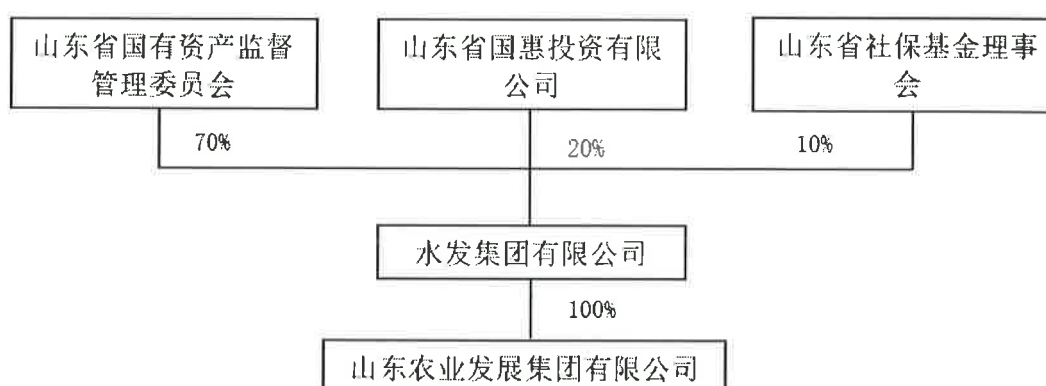 山东省国有资产监督
管理委员会
山东省国惠投资有限
公司
山东省社保基金理事
会
70%
20%
10%
水发集团有限公司
100%
山东农业发展集团有限公司